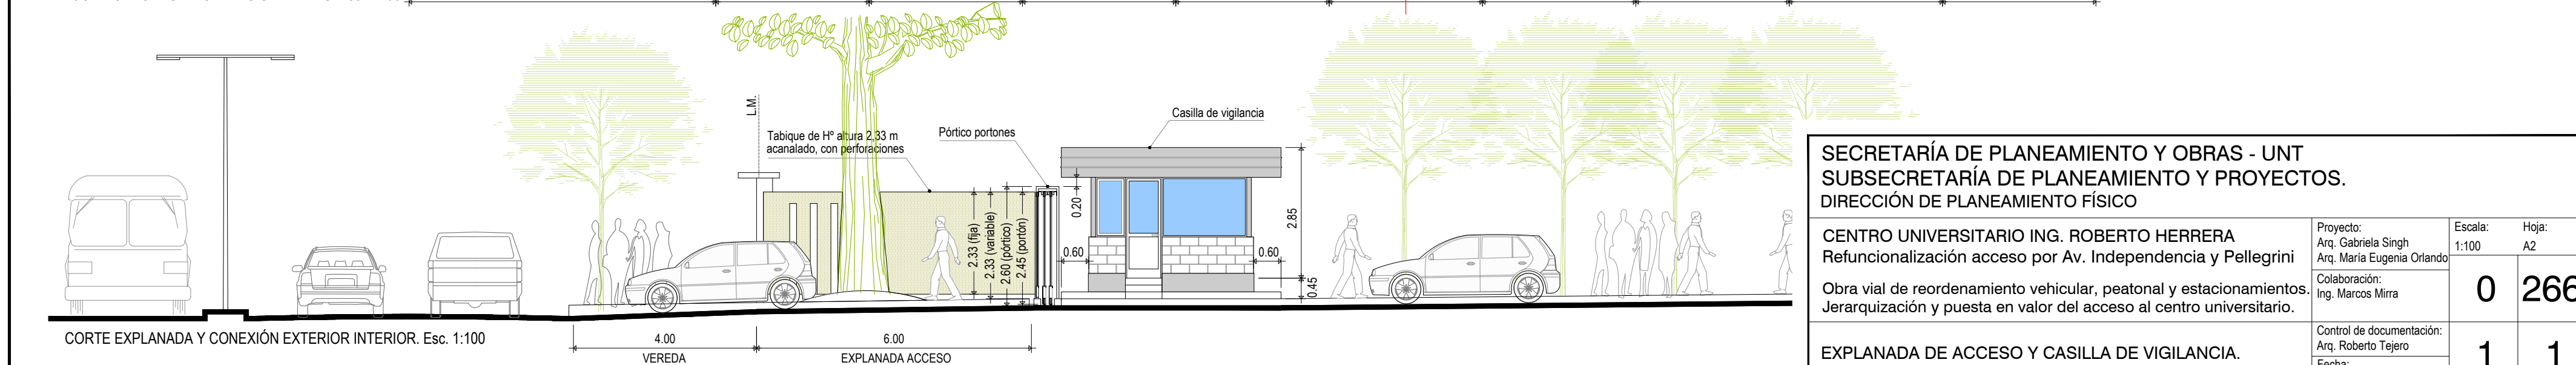 L.M.
Tabique de Hº altura 2,33 m
acanalado, con perforaciones
Pórtico portones
Casilla de vigilancia
2.33 (fija)
2.33 (variable)
2.60 (pórtico)
2.45 (portón)
0.20
0.60
0.60
2.85
0.45
CORTE EXPLANADA Y CONEXIÓN EXTERIOR INTERIOR. Esc. 1:100
4.00
VEREDA
6.00
EXPLANADA ACCESO
SECRETARÍA DE PLANEAMIENTO Y OBRAS - UNT
SUBSECRETARÍA DE PLANEAMIENTO Y PROYECTOS.
DIRECCIÓN DE PLANEAMIENTO FÍSICO
CENTRO UNIVERSITARIO ING. ROBERTO HERRERA
Refuncionalización acceso por Av. Independencia y Pellegrini
Obra vial de reordenamiento vehicular, peatonal y estacionamientos.
Jerarquización y puesta en valor del acceso al centro universitario.
EXPLANADA DE ACCESO Y CASILLA DE VIGILANCIA.
Proyecto:
Arq. Gabriela Singh
Arq. María Eugenia Orlando
Colaboración:
Ing. Marcos Mirra
Control de documentación:
Arq. Roberto Tejero
Fecha:
Escala:
1:100
Hoja:
A2
0
266
1
1